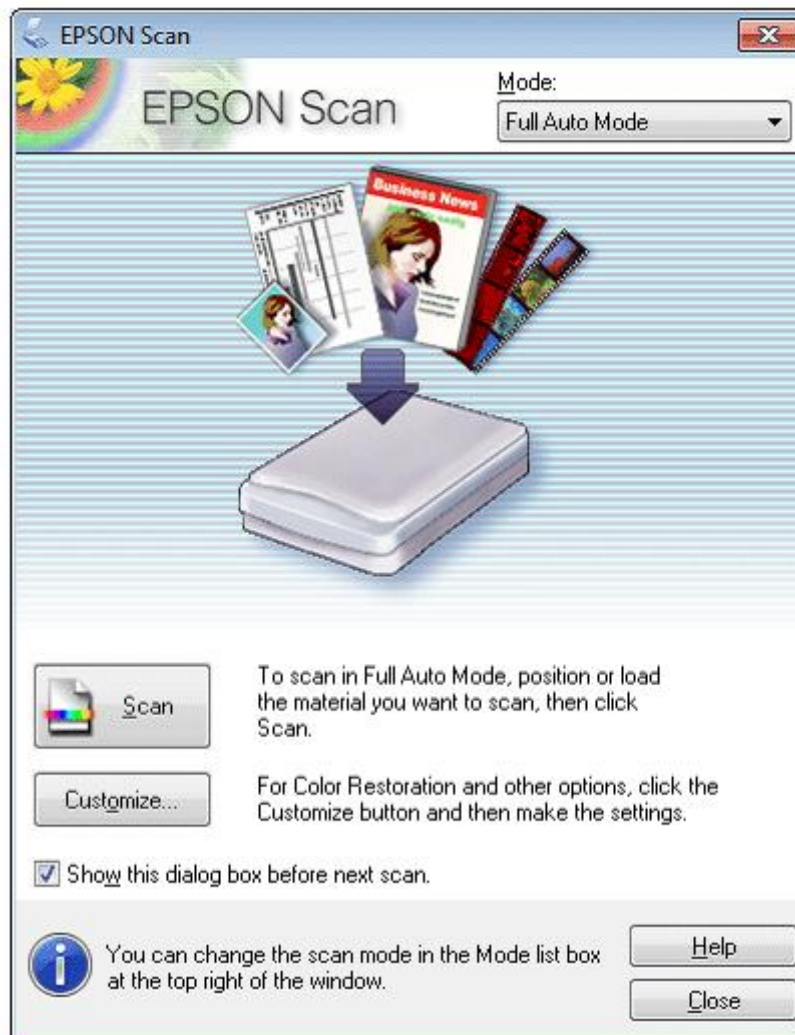 EPSON Scan
EPSON Scan
Mode:
Full Auto Mode
Business News
Scan
To scan in Full Auto Mode, position or load
the material you want to scan, then click
Scan.
Customize...
For Color Restoration and other options, click the
Customize button and then make the settings.
Show this dialog box before next scan.
You can change the scan mode in the Mode list box
at the top right of the window.
Help
Close